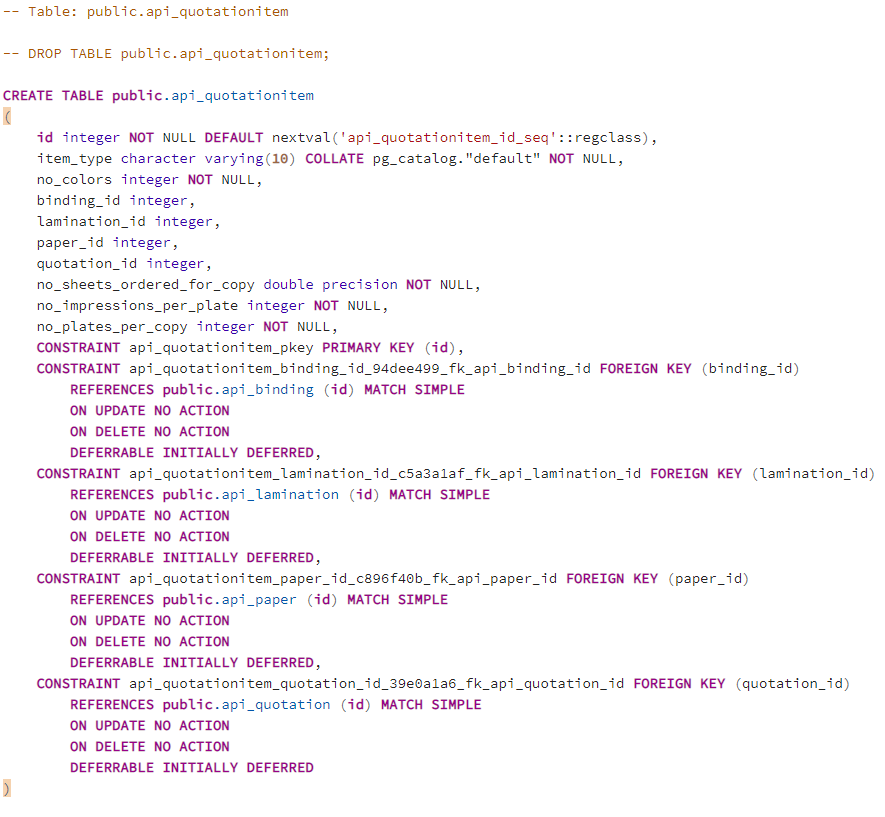 -- Table: public.api_quotationitem
-- DROP TABLE public.api_quotationitem;
CREATE TABLE public.api_quotationitem
(
    id integer NOT NULL DEFAULT nextval('api_quotationitem_id_seq'::regclass),
    item_type character varying(10) COLLATE pg_catalog."default" NOT NULL,
    no_colors integer NOT NULL,
    binding_id integer,
    lamination_id integer,
    paper_id integer,
    quotation_id integer,
    no_sheets_ordered_for_copy double precision NOT NULL,
    no_impressions_per_plate integer NOT NULL,
    no_plates_per_copy integer NOT NULL,
    CONSTRAINT api_quotationitem_pkey PRIMARY KEY (id),
    CONSTRAINT api_quotationitem_binding_id_94dee499_fk_api_binding_id FOREIGN KEY (binding_id)
        REFERENCES public.api_binding (id) MATCH SIMPLE
        ON UPDATE NO ACTION
        ON DELETE NO ACTION
        DEFERRABLE INITIALLY DEFERRED,
    CONSTRAINT api_quotationitem_lamination_id_c5a3a1af_fk_api_lamination_id FOREIGN KEY (lamination_id)
        REFERENCES public.api_lamination (id) MATCH SIMPLE
        ON UPDATE NO ACTION
        ON DELETE NO ACTION
        DEFERRABLE INITIALLY DEFERRED,
    CONSTRAINT api_quotationitem_paper_id_c896f40b_fk_api_paper_id FOREIGN KEY (paper_id)
        REFERENCES public.api_paper (id) MATCH SIMPLE
        ON UPDATE NO ACTION
        ON DELETE NO ACTION
        DEFERRABLE INITIALLY DEFERRED,
    CONSTRAINT api_quotationitem_quotation_id_39e0a1a6_fk_api_quotation_id FOREIGN KEY (quotation_id)
        REFERENCES public.api_quotation (id) MATCH SIMPLE
        ON UPDATE NO ACTION
        ON DELETE NO ACTION
        DEFERRABLE INITIALLY DEFERRED
)